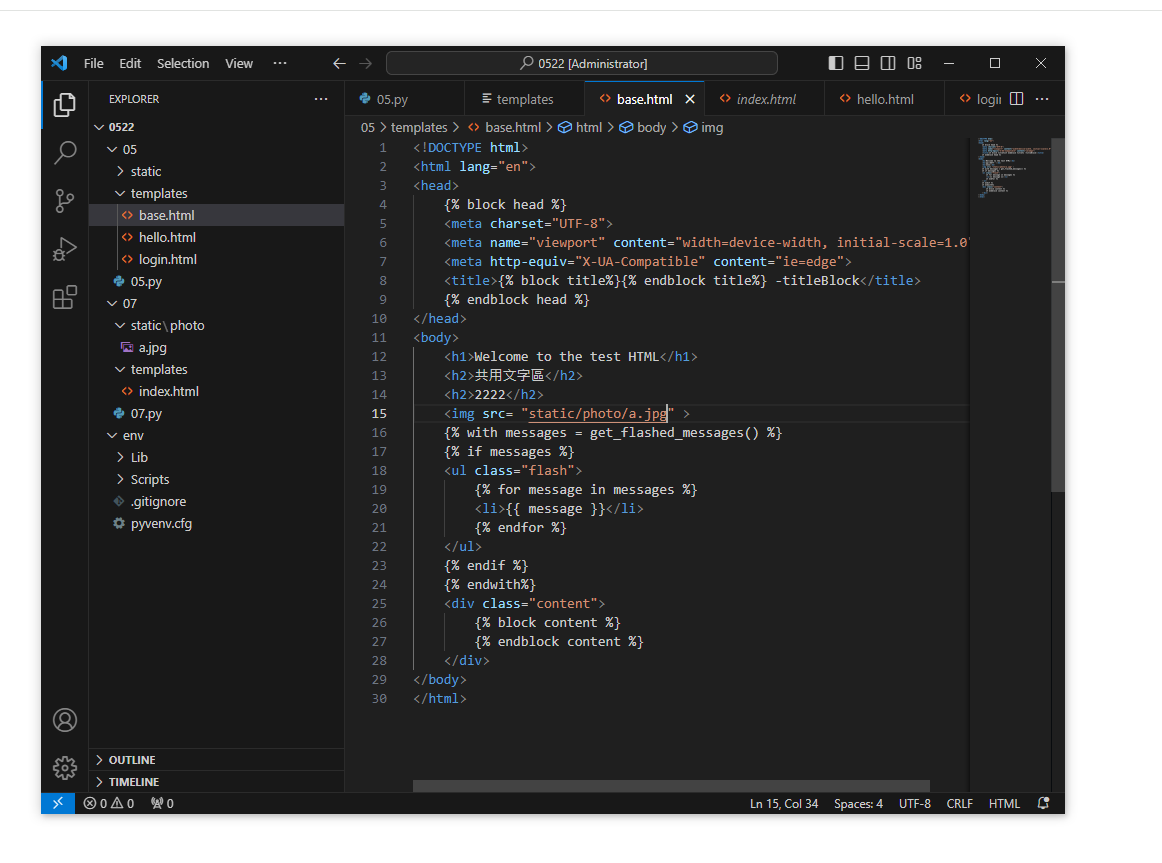 File Edit Selection View ··· 0522 [Administrator]
EXPLORER ···
0522
05
static
templates
base.html
hello.html
login.html
05.py
07
static\photo
a.jpg
templates
index.html
07.py
env
Lib
Scripts
.gitignore
pyvenv.cfg
OUTLINE
TIMELINE
05.py templates base.html index.html hello.html logi ···
05 > templates > base.html > html > body > img
1 <!DOCTYPE html>
2 <html lang="en">
3 <head>
4 {% block head %}
5 <meta charset="UTF-8">
6 <meta name="viewport" content="width=device-width, initial-scale=1.0
7 <meta http-equiv="X-UA-Compatible" content="ie=edge">
8 <title>{% block title%}{% endblock title%} -titleBlock</title>
9 {% endblock head %}
10 </head>
11 <body>
12 <h1>Welcome to the test HTML</h1>
13 <h2>共用文字區</h2>
14 <h2>2222</h2>
15 <img src= "static/photo/a.jpg" >
16 {% with messages = get_flashed_messages() %}
17 {% if messages %}
18 <ul class="flash">
19 {% for message in messages %}
20 <li>{{ message }}</li>
21 {% endfor %}
22 </ul>
23 {% endif %}
24 {% endwith%}
25 <div class="content">
26 {% block content %}
27 {% endblock content %}
28 </div>
29 </body>
30 </html>
0 0 0 Ln 15, Col 34 Spaces: 4 UTF-8 CRLF HTML